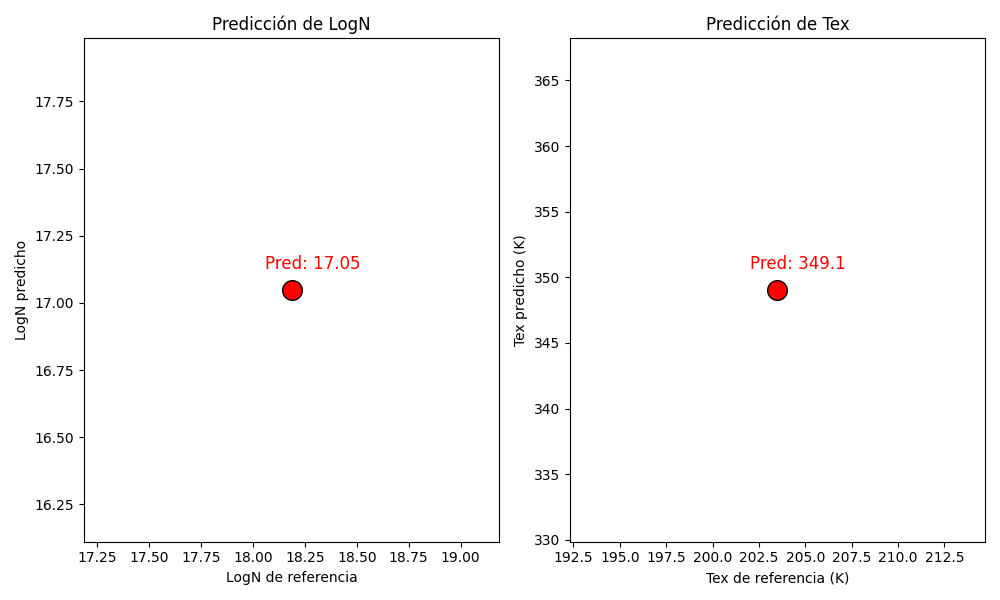 Predicción de LogN
LogN predicho
17.75
17.50
17.25
17.00
16.75
16.50
16.25
Pred: 17.05
17.25 17.50 17.75 18.00 18.25 18.50 18.75 19.00
LogN de referencia
Predicción de Tex
Tex predicho (K)
365
360
355
350
345
340
335
330
Pred: 349.1
192.5 195.0 197.5 200.0 202.5 205.0 207.5 210.0 212.5
Tex de referencia (K)